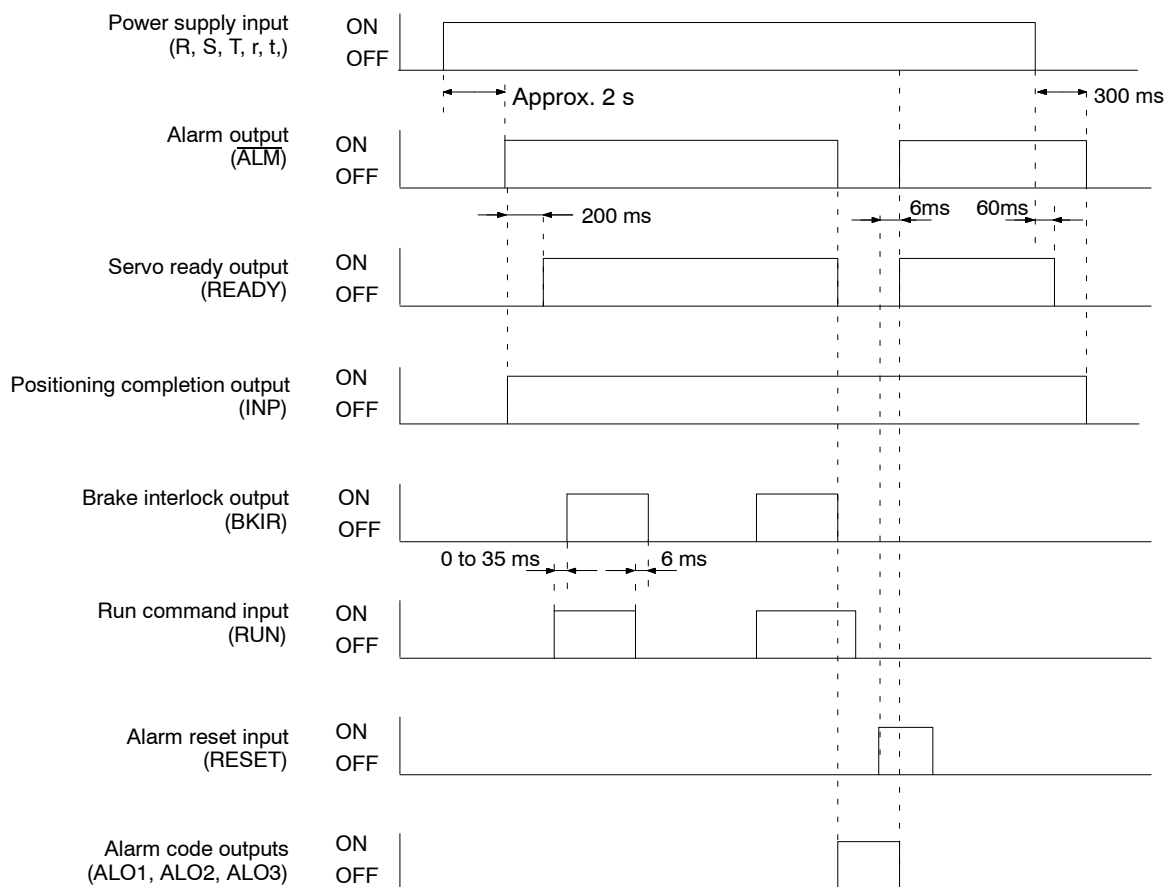 Power supply input
(R, S, T, r, t,)
ON
OFF
Approx. 2 s
300 ms
Alarm output
(ALM)
ON
OFF
200 ms
6ms
60ms
Servo ready output
(READY)
ON
OFF
Positioning completion output
(INP)
ON
OFF
Brake interlock output
(BKIR)
ON
OFF
0 to 35 ms
6 ms
Run command input
(RUN)
ON
OFF
Alarm reset input
(RESET)
ON
OFF
Alarm code outputs
(ALO1, ALO2, ALO3)
ON
OFF